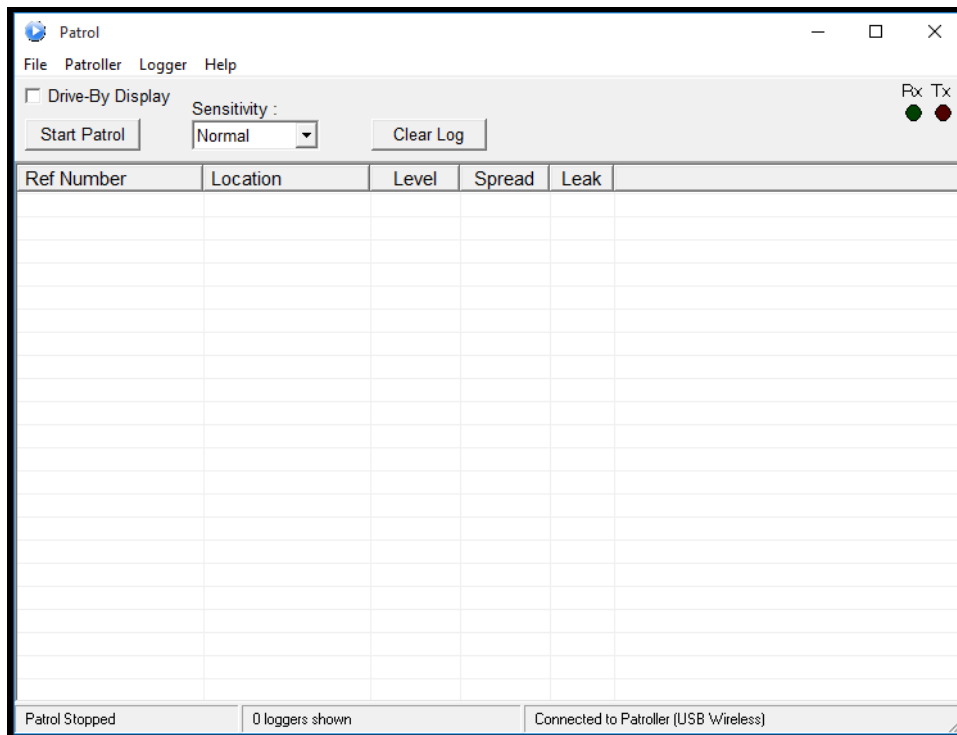 Patrol
File Patroller Logger Help
Drive-By Display
Sensitivity :
Rx Tx
Start Patrol
Normal
Clear Log
Ref Number Location Level Spread Leak
Patrol Stopped 0 loggers shown Connected to Patroller (USB Wireless)